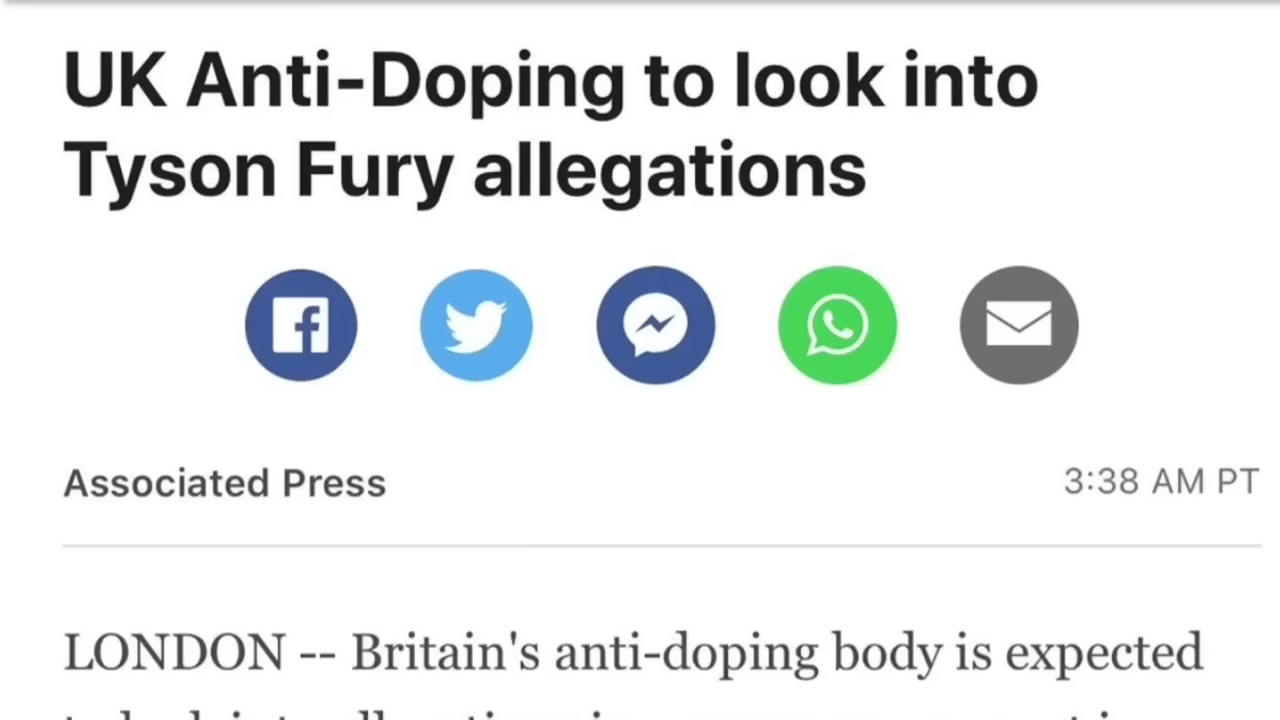 UK Anti-Doping to look into
Tyson Fury allegations
Associated Press
3:38 AM PT
LONDON -- Britain's anti-doping body is expected